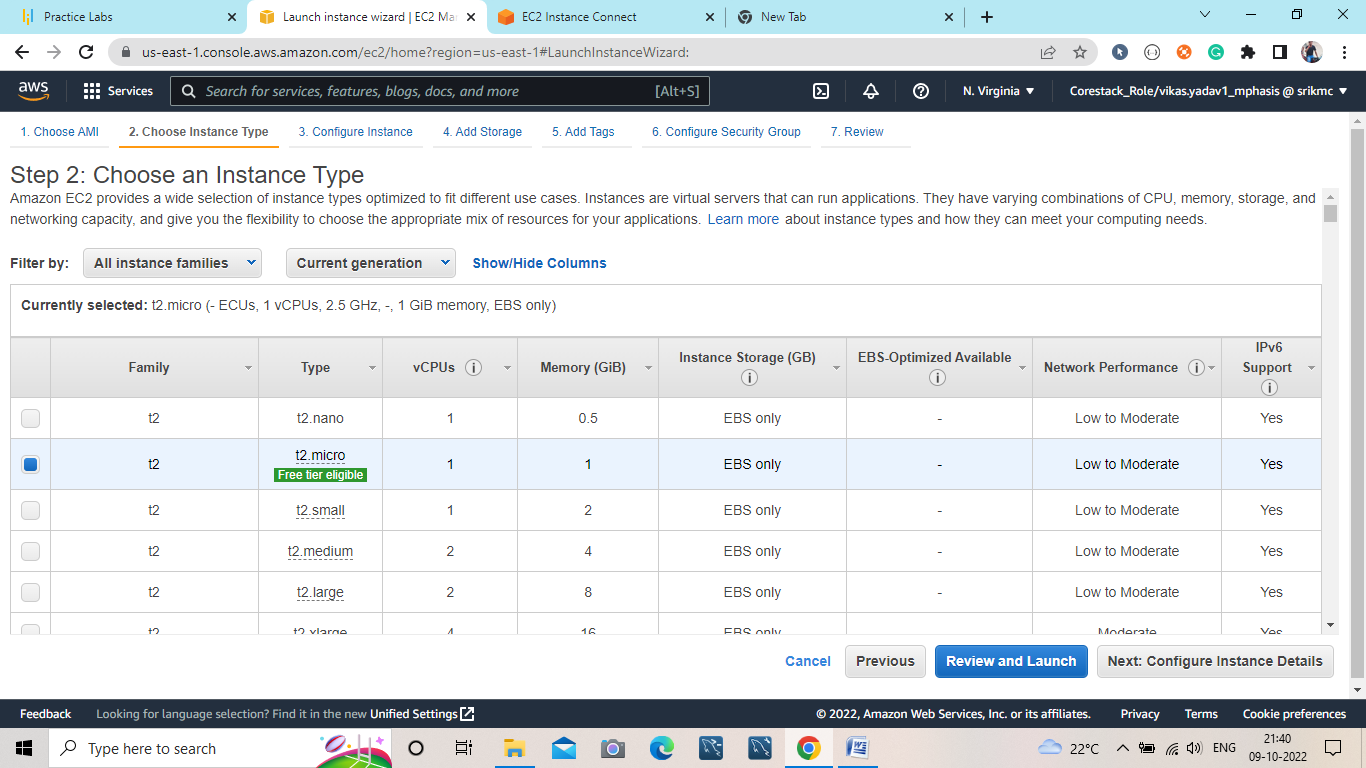 Practice Labs
Launch instance wizard | EC2 Mar
EC2 Instance Connect
New Tab
us-east-1.console.aws.amazon.com/ec2/home?region=us-east-1#LaunchInstanceWizard:
aws
Services
Search for services, features, blogs, docs, and more
[Alt+S]
N. Virginia
Corestack_Role/vikas.yadav1_mphasis @ srikmc
1. Choose AMI
2. Choose Instance Type
3. Configure Instance
4. Add Storage
5. Add Tags
6. Configure Security Group
7. Review
Step 2: Choose an Instance Type
Amazon EC2 provides a wide selection of instance types optimized to fit different use cases. Instances are virtual servers that can run applications. They have varying combinations of CPU, memory, storage, and
networking capacity, and give you the flexibility to choose the appropriate mix of resources for your applications. Learn more about instance types and how they can meet your computing needs.
Filter by: All instance families Current generation Show/Hide Columns
Currently selected: t2.micro (- ECUs, 1 vCPUs, 2.5 GHz, -, 1 GiB memory, EBS only)
Family Type vCPUs Memory (GiB) Instance Storage (GB) EBS-Optimized Available Network Performance IPv6
Support
t2 t2.nano 1 0.5 EBS only - Low to Moderate Yes
t2 t2.micro 1 1 EBS only - Low to Moderate Yes
Free tier eligible
t2 t2.small 1 2 EBS only - Low to Moderate Yes
t2 t2.medium 2 4 EBS only - Low to Moderate Yes
t2 t2.large 2 8 EBS only - Low to Moderate Yes
t2 t2.xlarge 4 16 EBS only Moderate Yes
Cancel Previous Review and Launch Next: Configure Instance Details
Feedback Looking for language selection? Find it in the new Unified Settings © 2022, Amazon Web Services, Inc. or its affiliates. Privacy Terms Cookie preferences
Type here to search
22°C
ENG
21:40
09-10-2022